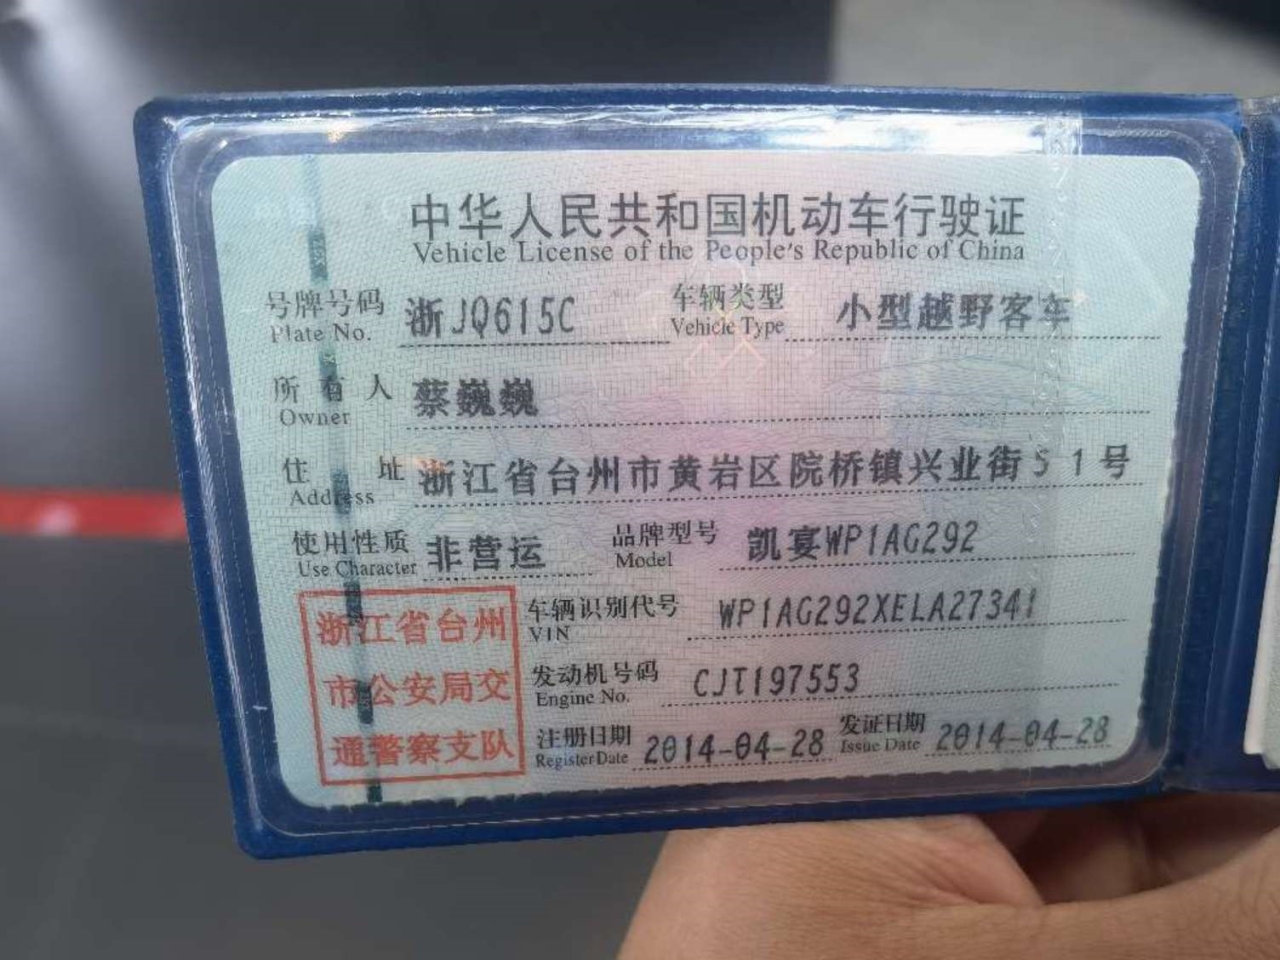 中华人民共和国机动车行驶证
Vehicle License of the People's Republic of China
号牌号码 浙JQ615C 车辆类型 小型越野客车
Plate No. Vehicle Type
所有人 蔡巍巍
Owner
住址 浙江省台州市黄岩区院桥镇兴业街51号
Address
使用性质 非营运 品牌型号 凯宴WP1AG292
Use Character Model
浙江省台州 车辆识别代号 WP1AG292XELA27341
VIN
市公安局交 发动机号码 CJT197553
Engine No.
通警察支队 注册日期 2014-04-28 发证日期 2014-04-28
Register Date Issue Date